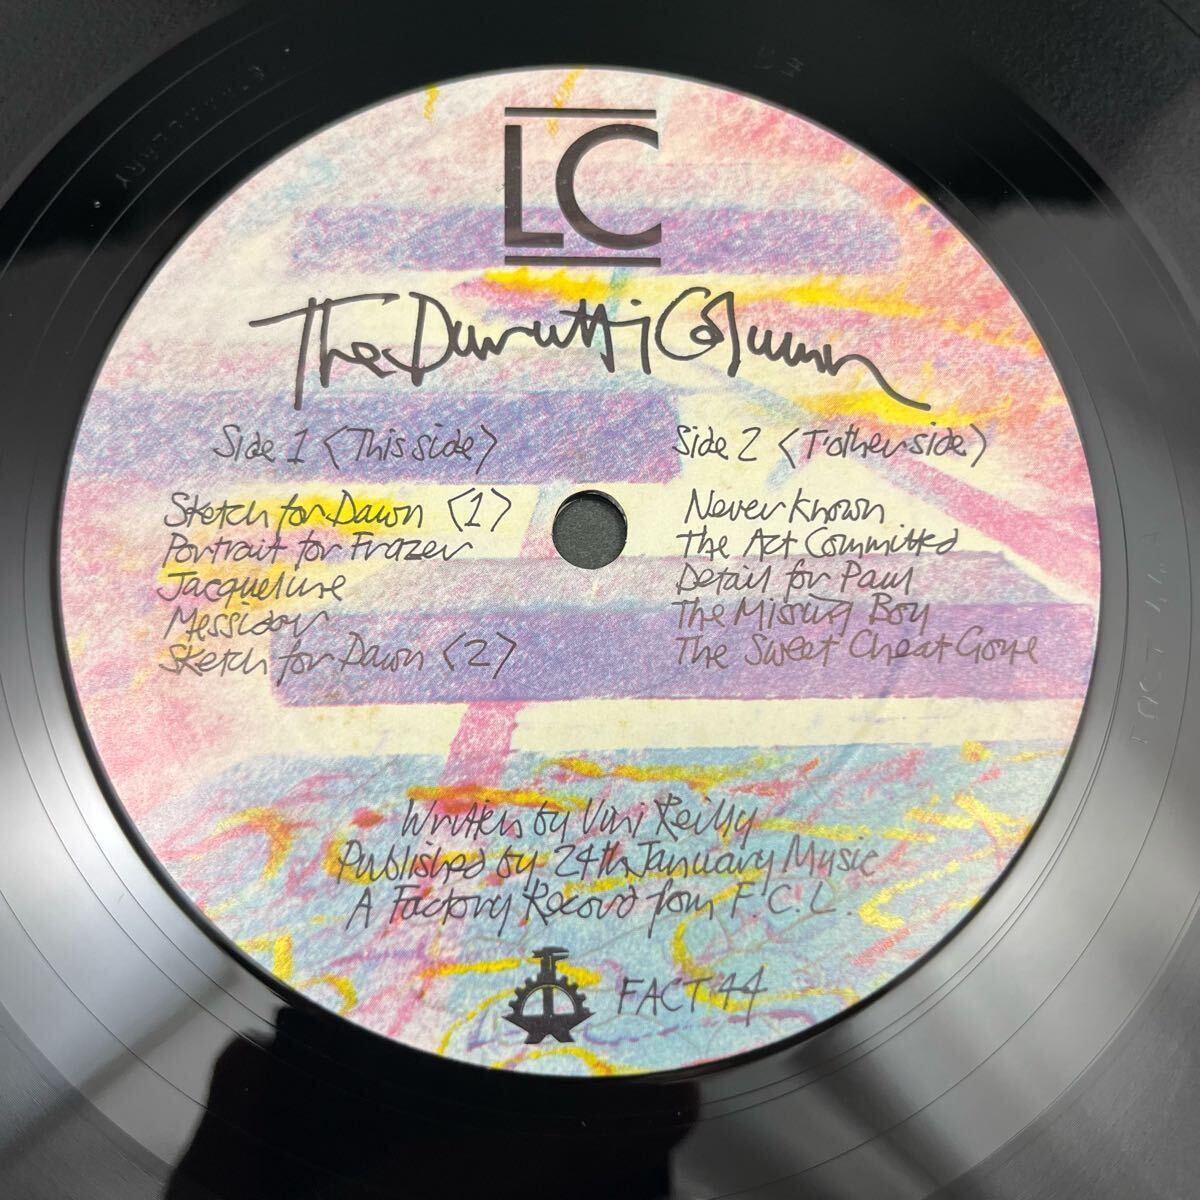 LC
The Durutti Column
Side 1 <This side>
Sketch for Dawn <1>
Portrait for Frazer
Jacqueline
Messidor
Sketch for Dawn <2>
Side 2 <T'other side>
Never Known
The Act Committed
Detail for Paul
The Missing Boy
The Sweet Cheat Gone
Written by Vini Reilly
Published by 24th January Music
A Factory Record from F.C.L.
FACT 44